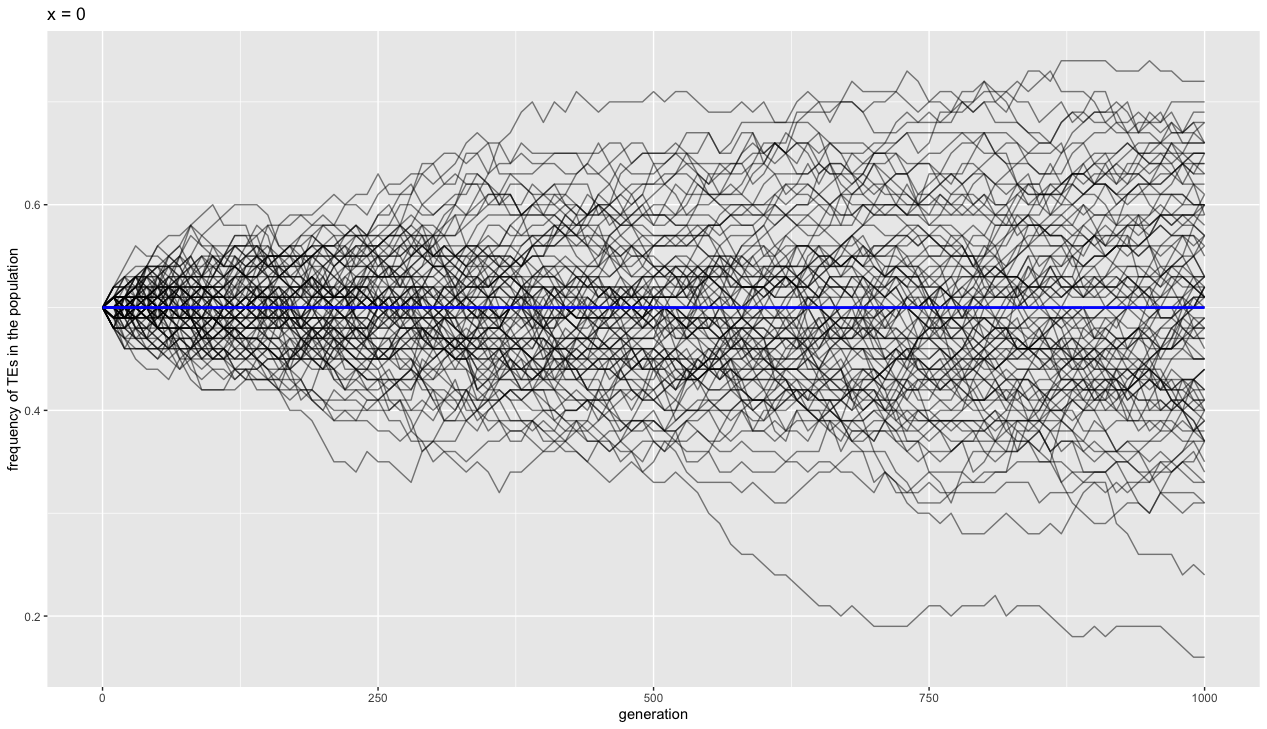 x = 0
frequency of TEs in the population
0.6
0.4
0.2
0
250
500
750
1000
generation